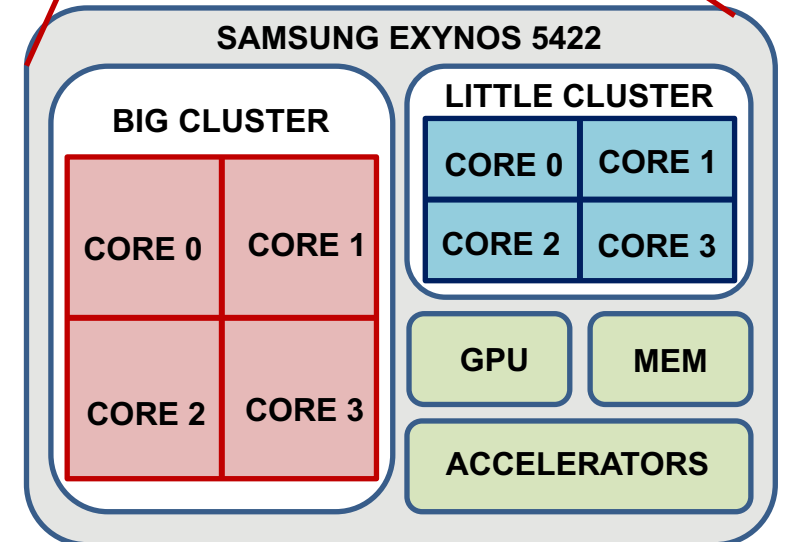 SAMSUNG EXYNOS 5422
BIG CLUSTER
CORE 0
CORE 1
CORE 2
CORE 3
LITTLE CLUSTER
CORE 0
CORE 1
CORE 2
CORE 3
GPU
MEM
ACCELERATORS